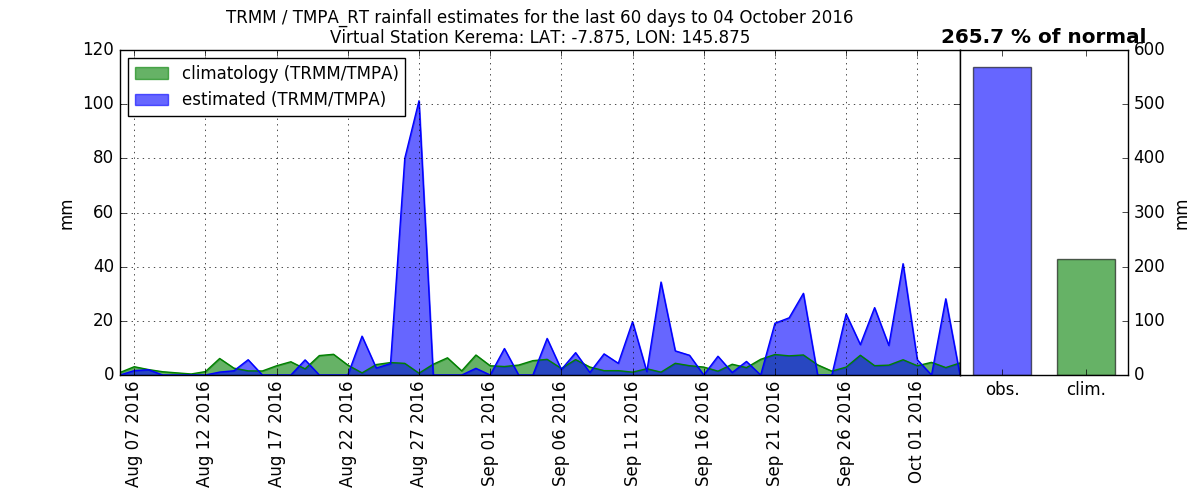 TRMM / TMPA_RT rainfall estimates for the last 60 days to 04 October 2016
Virtual Station Kerema: LAT: -7.875, LON: 145.875
265.7 % of normal
climatology (TRMM/TMPA)
estimated (TRMM/TMPA)
120
100
80
60
40
20
0
mm
Aug 07 2016
Aug 12 2016
Aug 17 2016
Aug 22 2016
Aug 27 2016
Sep 01 2016
Sep 06 2016
Sep 11 2016
Sep 16 2016
Sep 21 2016
Sep 26 2016
Oct 01 2016
600
500
400
300
200
100
0
mm
obs.
clim.